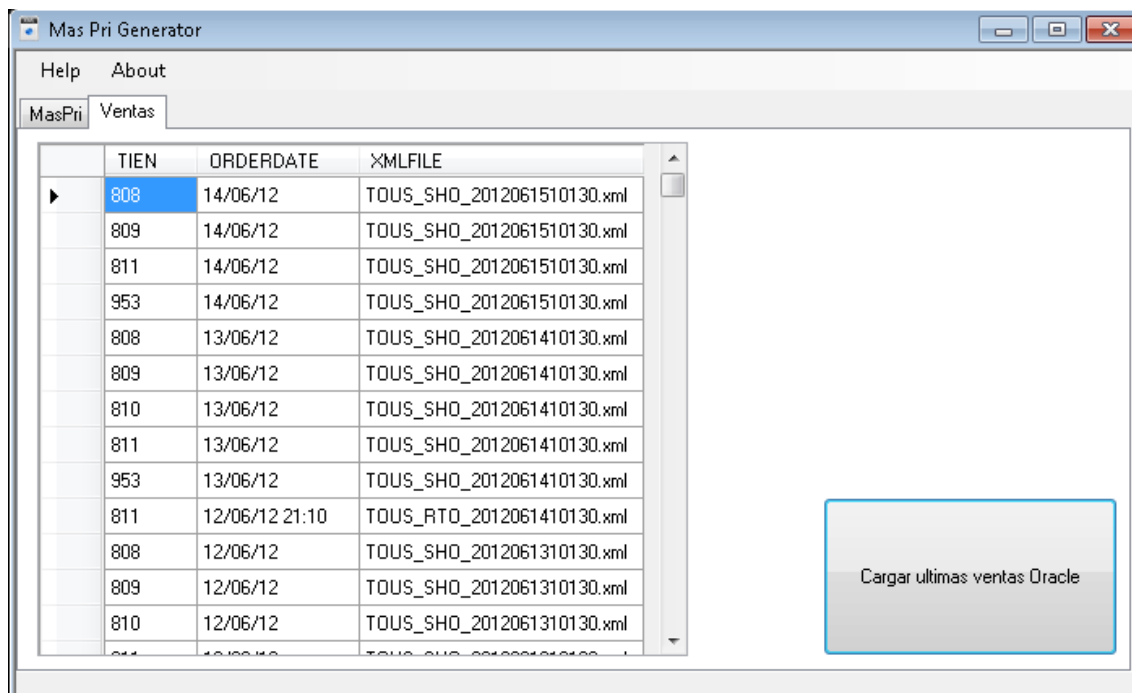 Mas Pri Generator
Help About
MasPri Ventas
TIEN ORDERDATE XMLFILE
808 14/06/12 TOUS_SHO_2012061510130.xml
809 14/06/12 TOUS_SHO_2012061510130.xml
811 14/06/12 TOUS_SHO_2012061510130.xml
953 14/06/12 TOUS_SHO_2012061510130.xml
808 13/06/12 TOUS_SHO_2012061410130.xml
809 13/06/12 TOUS_SHO_2012061410130.xml
810 13/06/12 TOUS_SHO_2012061410130.xml
811 13/06/12 TOUS_SHO_2012061410130.xml
953 13/06/12 TOUS_SHO_2012061410130.xml
811 12/06/12 21:10 TOUS_RTO_2012061410130.xml
808 12/06/12 TOUS_SHO_2012061310130.xml
809 12/06/12 TOUS_SHO_2012061310130.xml
810 12/06/12 TOUS_SHO_2012061310130.xml
Cargar ultimas ventas Oracle